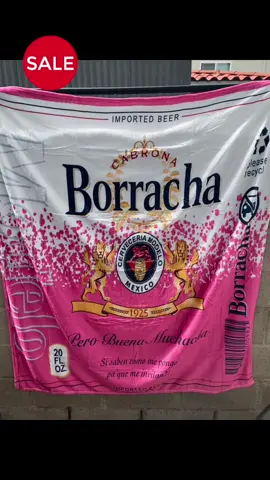 SALE
IMPORTED BEER
CABRONA
Borracha
please
recycle
CERVECERIA MODELO
MEXICO
1925
Pero Buena Muchacha
Si saben como me pongo
pa'que me invitan?
20
FL
OZ
Borracha